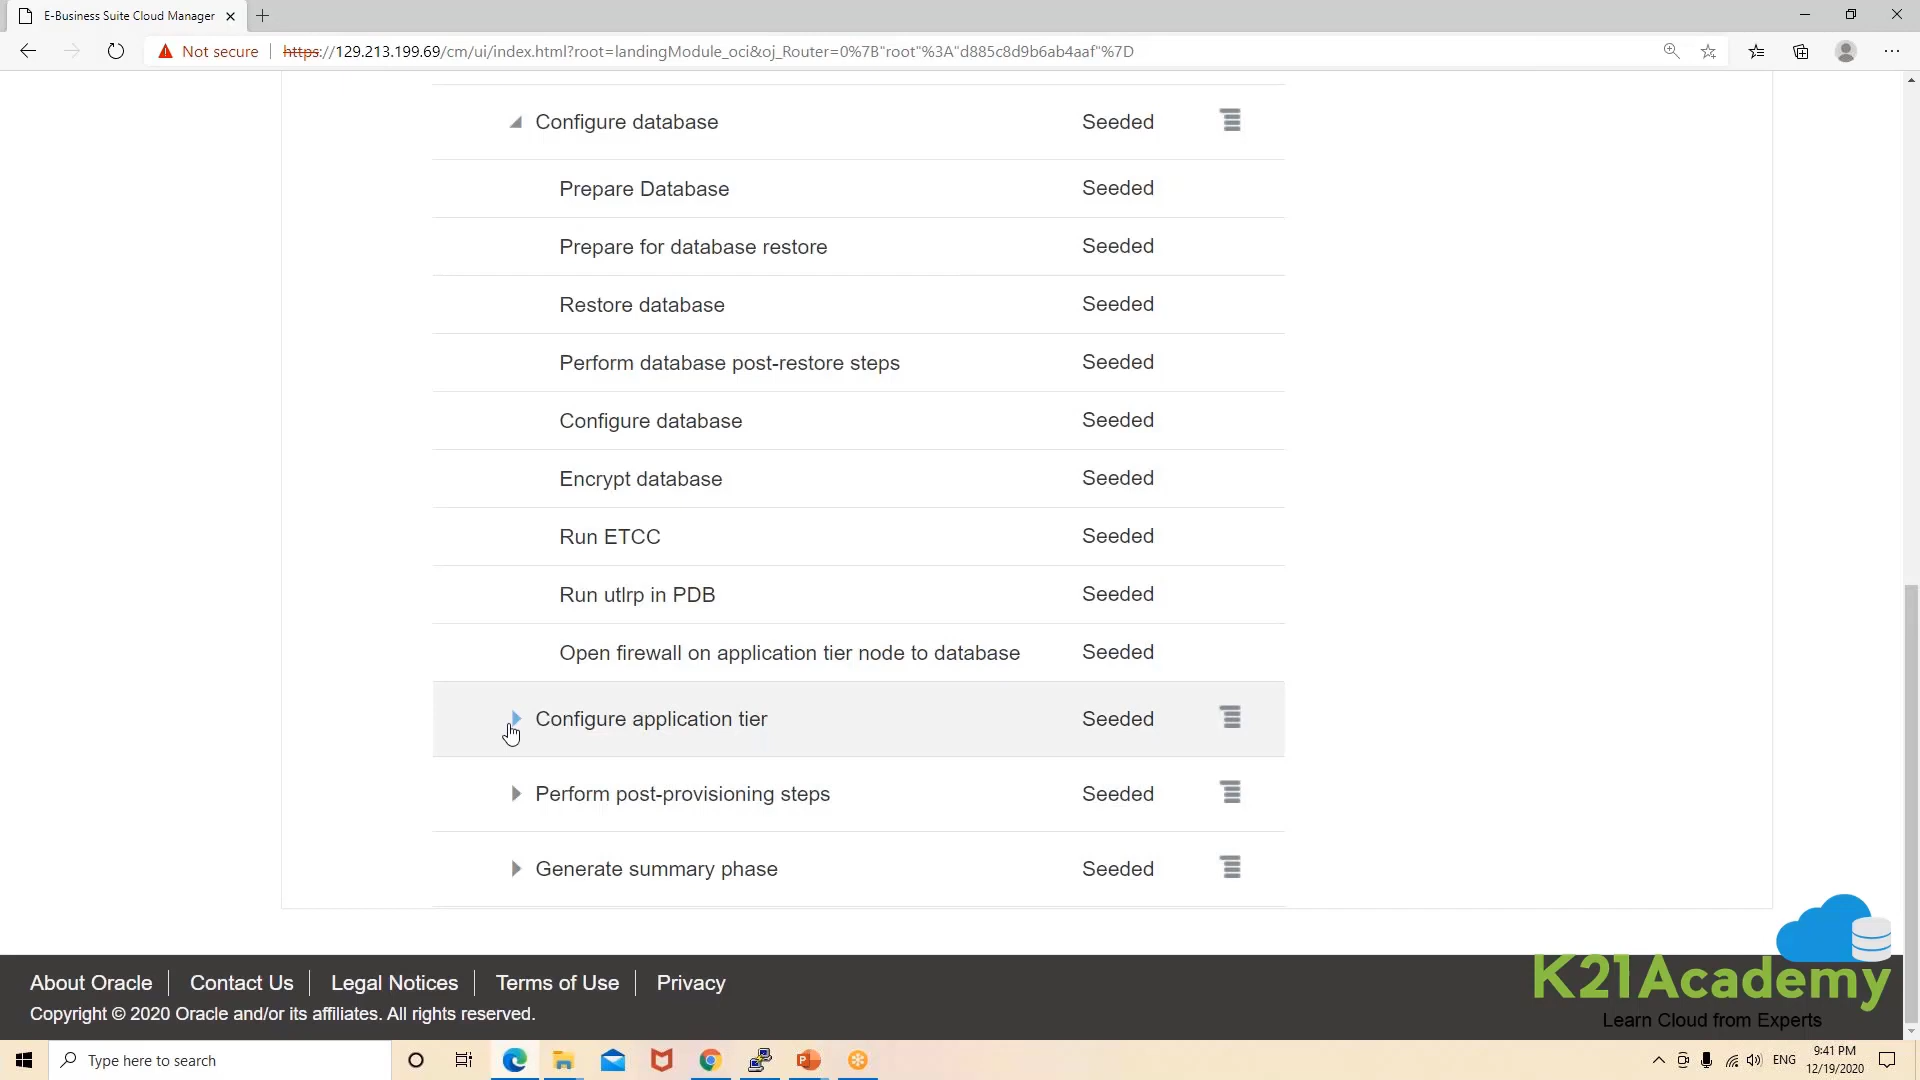 E-Business Suite Cloud Manager
Not secure https://129.213.199.69/cm/ui/index.html?root=landingModule_oci&oj_Router=0%7B"root"%3A"d885c8d9b6ab4aaf"%7D
Configure database Seeded
Prepare Database Seeded
Prepare for database restore Seeded
Restore database Seeded
Perform database post-restore steps Seeded
Configure database Seeded
Encrypt database Seeded
Run ETCC Seeded
Run utlrp in PDB Seeded
Open firewall on application tier node to database Seeded
Configure application tier Seeded
Perform post-provisioning steps Seeded
Generate summary phase Seeded
About Oracle Contact Us Legal Notices Terms of Use Privacy
Copyright © 2020 Oracle and/or its affiliates. All rights reserved.
K21Academy
Learn Cloud from Experts
Type here to search
ENG
9:41 PM
12/19/2020